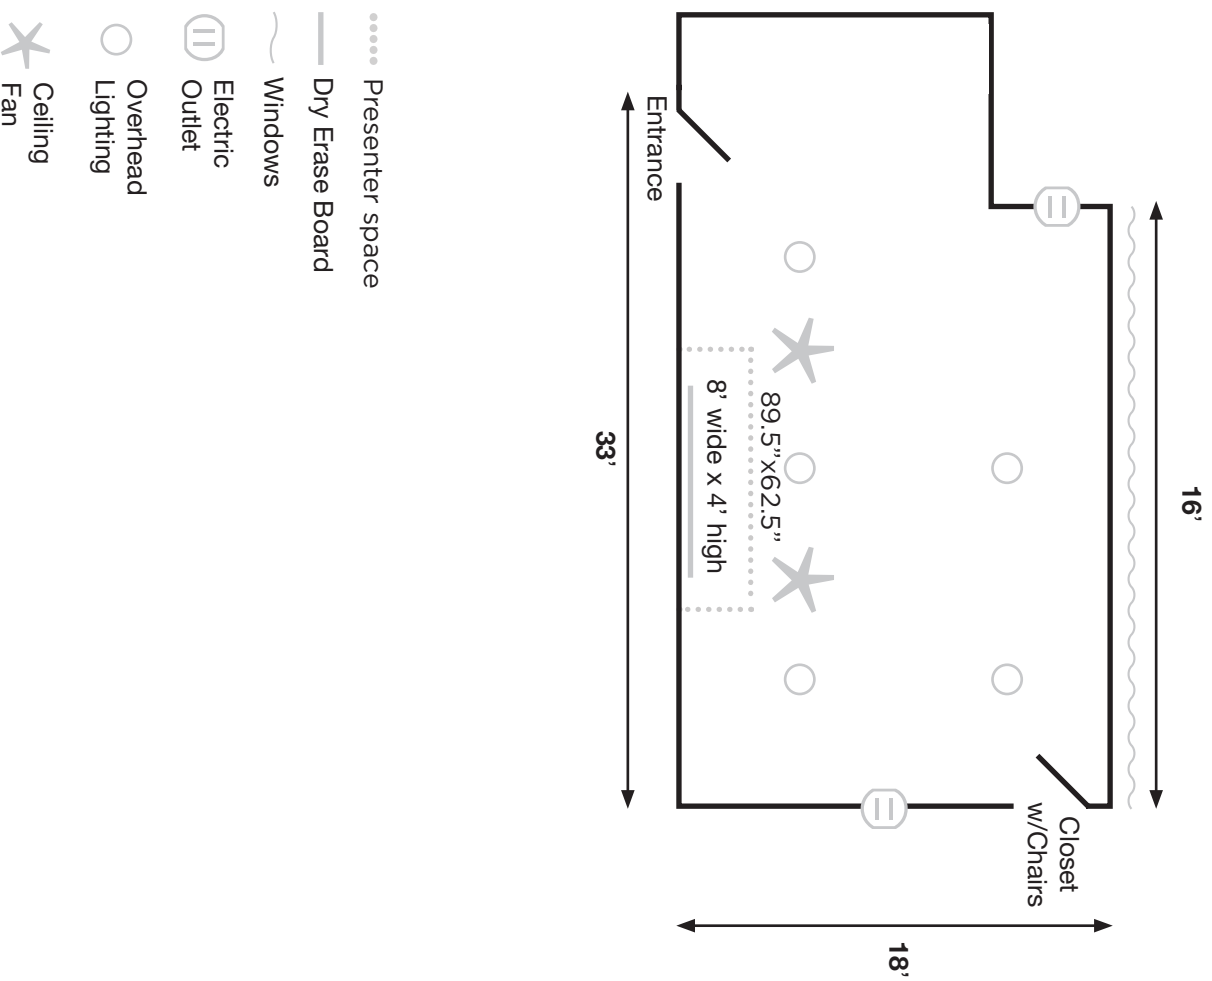 16’
18’
Closet
w/Chairs
89.5”x62.5”
8’ wide x 4’ high
Entrance
33’
Presenter space
Dry Erase Board
Windows
Electric
Outlet
Overhead
Lighting
Ceiling
Fan